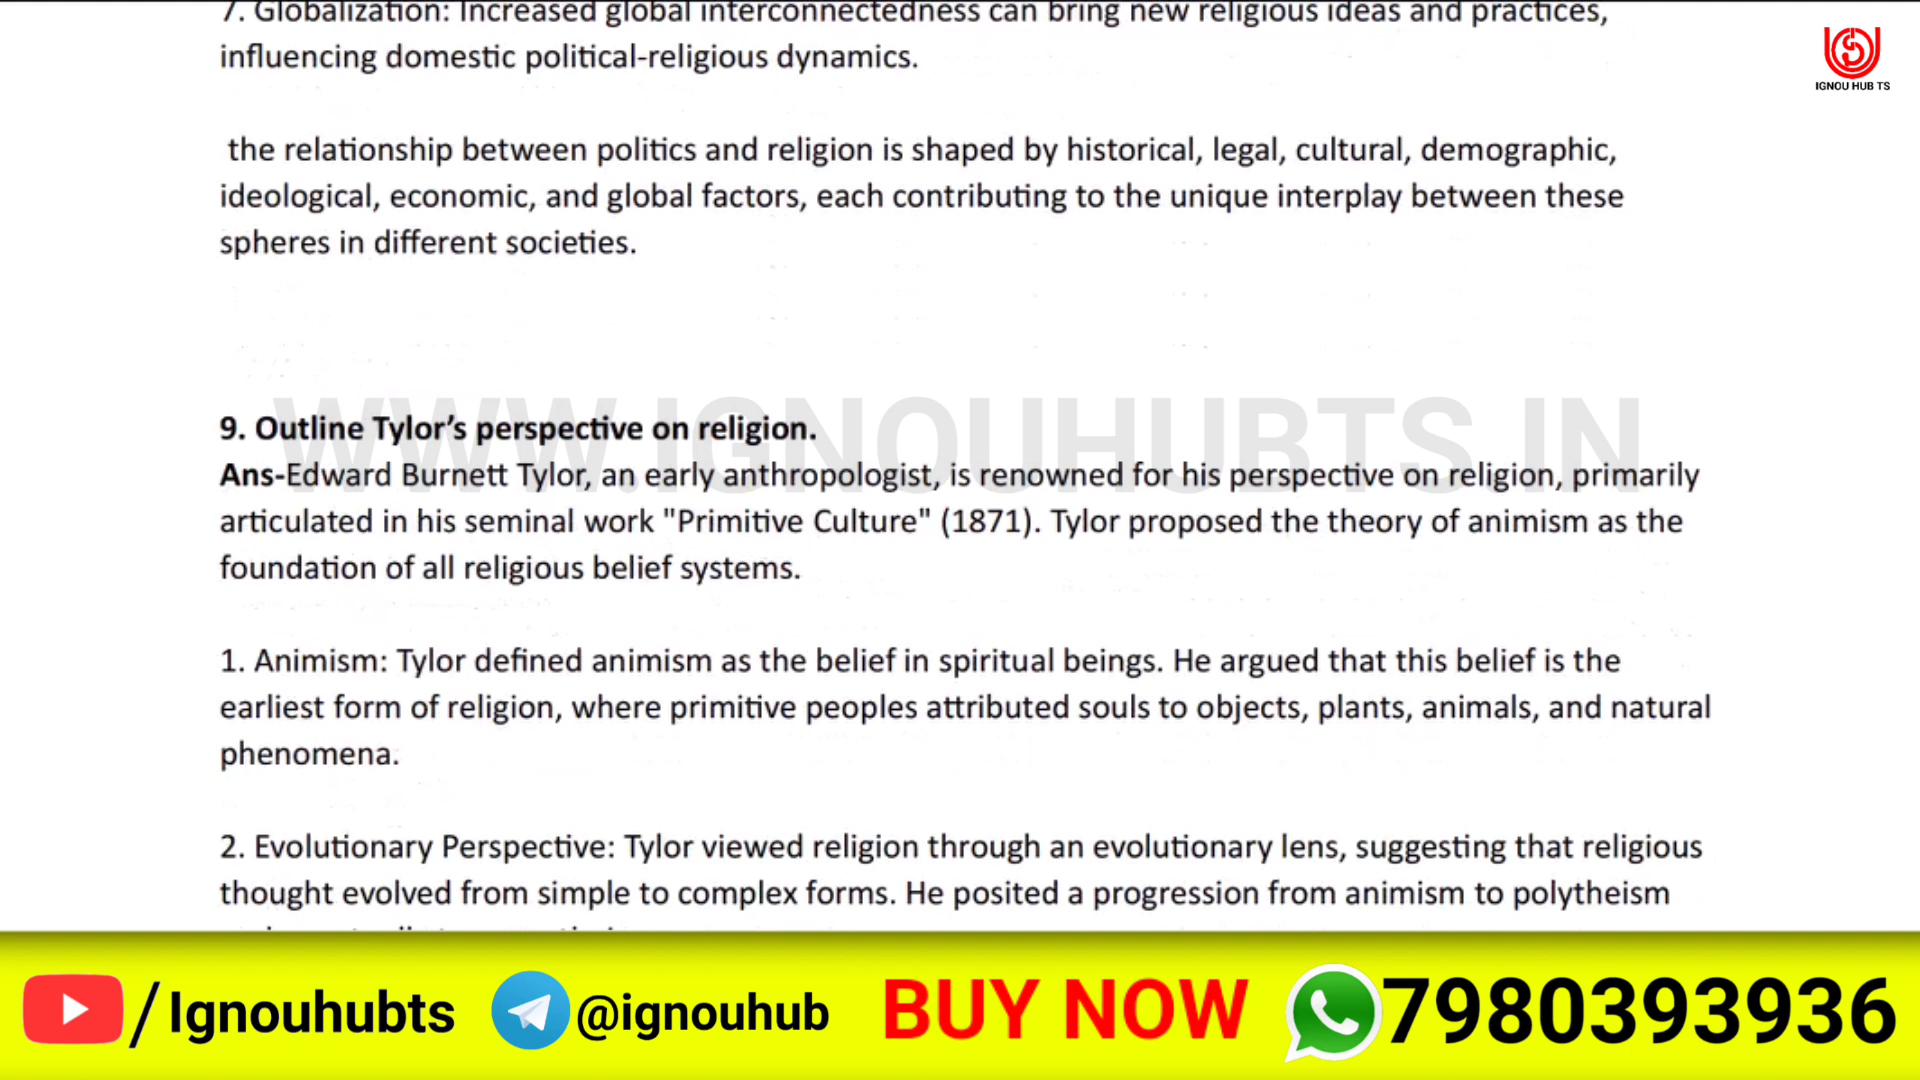 7. Globalization: Increased global interconnectedness can bring new religious ideas and practices,
influencing domestic political-religious dynamics.
IGNOU HUB TS
the relationship between politics and religion is shaped by historical, legal, cultural, demographic,
ideological, economic, and global factors, each contributing to the unique interplay between these
spheres in different societies.
WWW.IGNOUHUBTS.IN
9. Outline Tylor’s perspective on religion.
Ans-Edward Burnett Tylor, an early anthropologist, is renowned for his perspective on religion, primarily
articulated in his seminal work "Primitive Culture" (1871). Tylor proposed the theory of animism as the
foundation of all religious belief systems.
1. Animism: Tylor defined animism as the belief in spiritual beings. He argued that this belief is the
earliest form of religion, where primitive peoples attributed souls to objects, plants, animals, and natural
phenomena.
2. Evolutionary Perspective: Tylor viewed religion through an evolutionary lens, suggesting that religious
thought evolved from simple to complex forms. He posited a progression from animism to polytheism
/Ignouhubts @ignouhub BUY NOW 7980393936